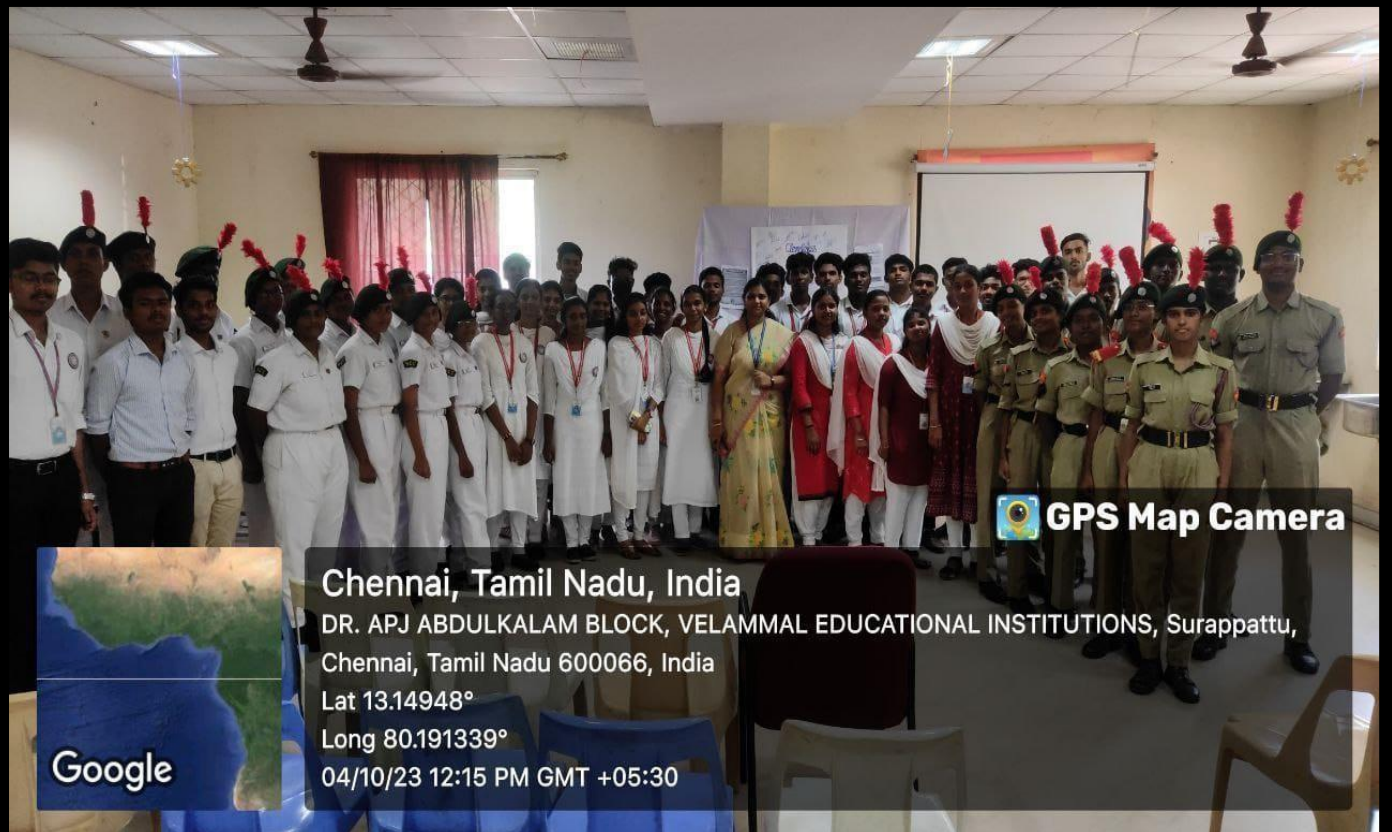 GPS Map Camera
Google
Chennai, Tamil Nadu, India
DR. APJ ABDULKALAM BLOCK, VELAMMAL EDUCATIONAL INSTITUTIONS, Surappattu,
Chennai, Tamil Nadu 600066, India
Lat 13.14948°
Long 80.191339°
04/10/23 12:15 PM GMT +05:30